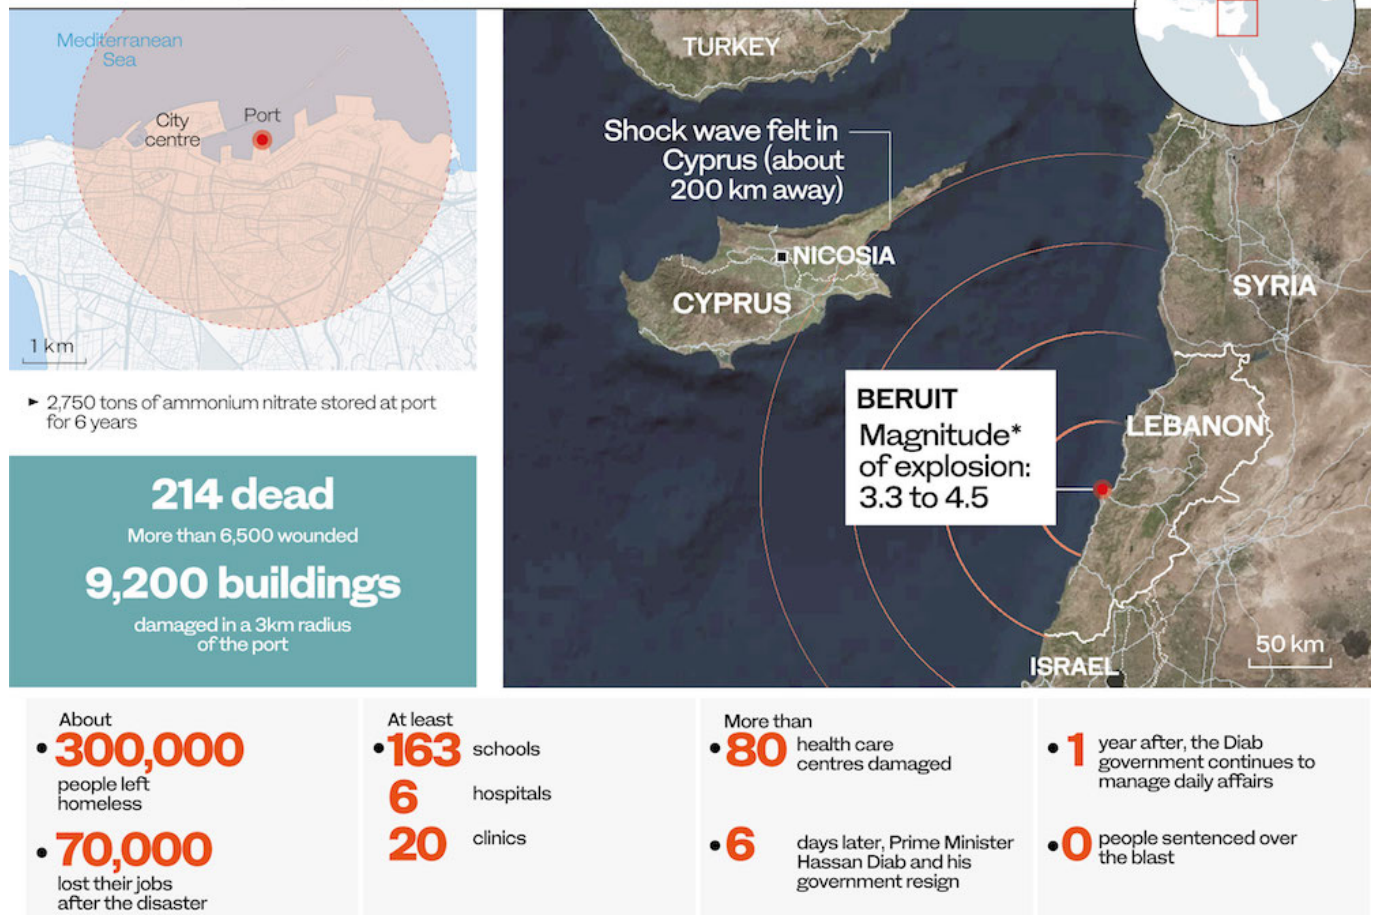 Mediterranean
Sea
City
centre
Port
1 km
► 2,750 tons of ammonium nitrate stored at port
for 6 years
214 dead
More than 6,500 wounded
9,200 buildings
damaged in a 3km radius
of the port
TURKEY
Shock wave felt in
Cyprus (about
200 km away)
NICOSIA
CYPRUS
SYRIA
BERUIT
Magnitude*
of explosion:
3.3 to 4.5
LEBANON
ISRAEL
50 km
About
• 300,000
people left
homeless
• 70,000
lost their jobs
after the disaster
At least
• 163 schools
6 hospitals
20 clinics
More than
• 80 health care
centres damaged
• 6 days later, Prime Minister
Hassan Diab and his
government resign
• 1 year after, the Diab
government continues to
manage daily affairs
• 0 people sentenced over
the blast